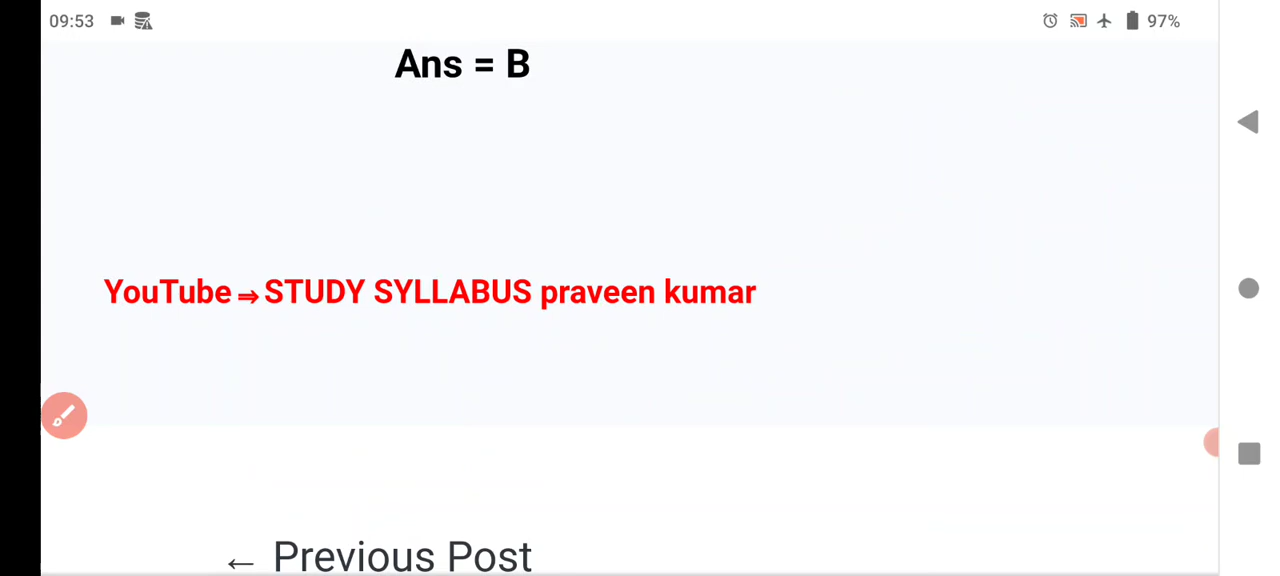 09:53 97%
Ans = B
YouTube ⇒ STUDY SYLLABUS praveen kumar
← Previous Post